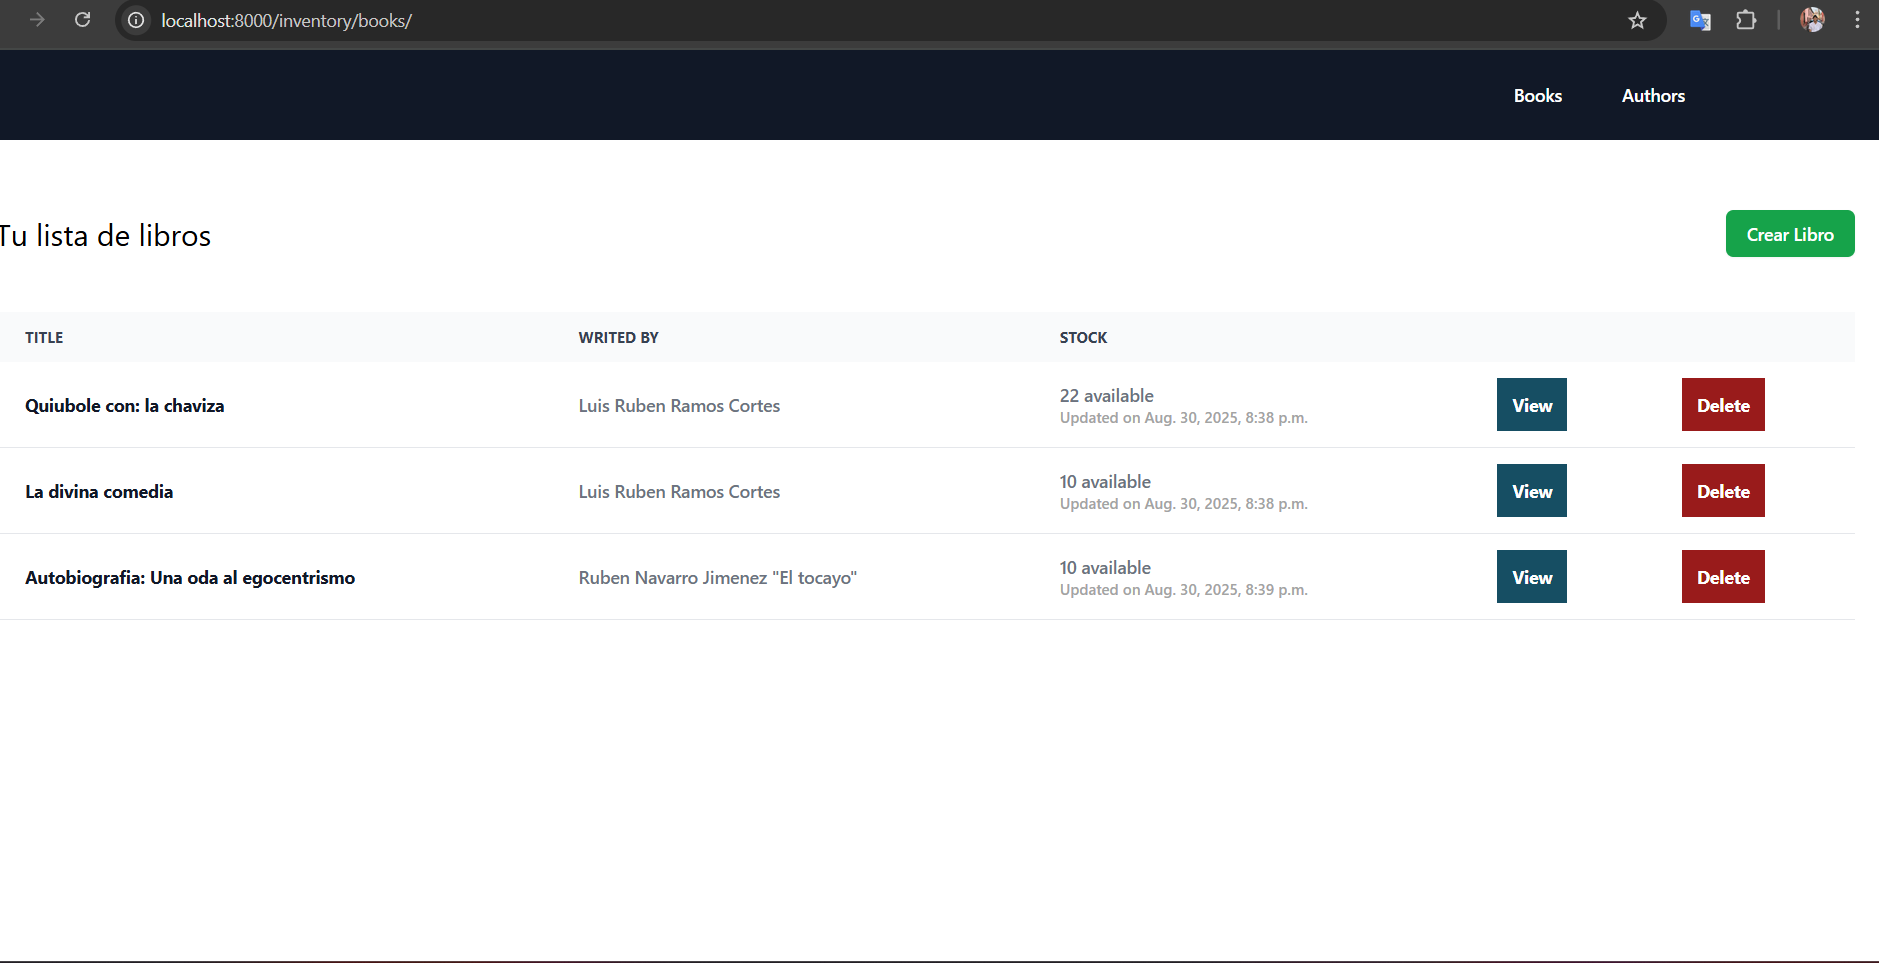 localhost:8000/inventory/books/
Books Authors
Tu lista de libros
Crear Libro
TITLE WRITED BY STOCK
Quiubole con: la chaviza Luis Ruben Ramos Cortes 22 available View Delete
Updated on Aug. 30, 2025, 8:38 p.m.
La divina comedia Luis Ruben Ramos Cortes 10 available View Delete
Updated on Aug. 30, 2025, 8:38 p.m.
Autobiografia: Una oda al egocentrismo Ruben Navarro Jimenez "El tocayo" 10 available View Delete
Updated on Aug. 30, 2025, 8:39 p.m.